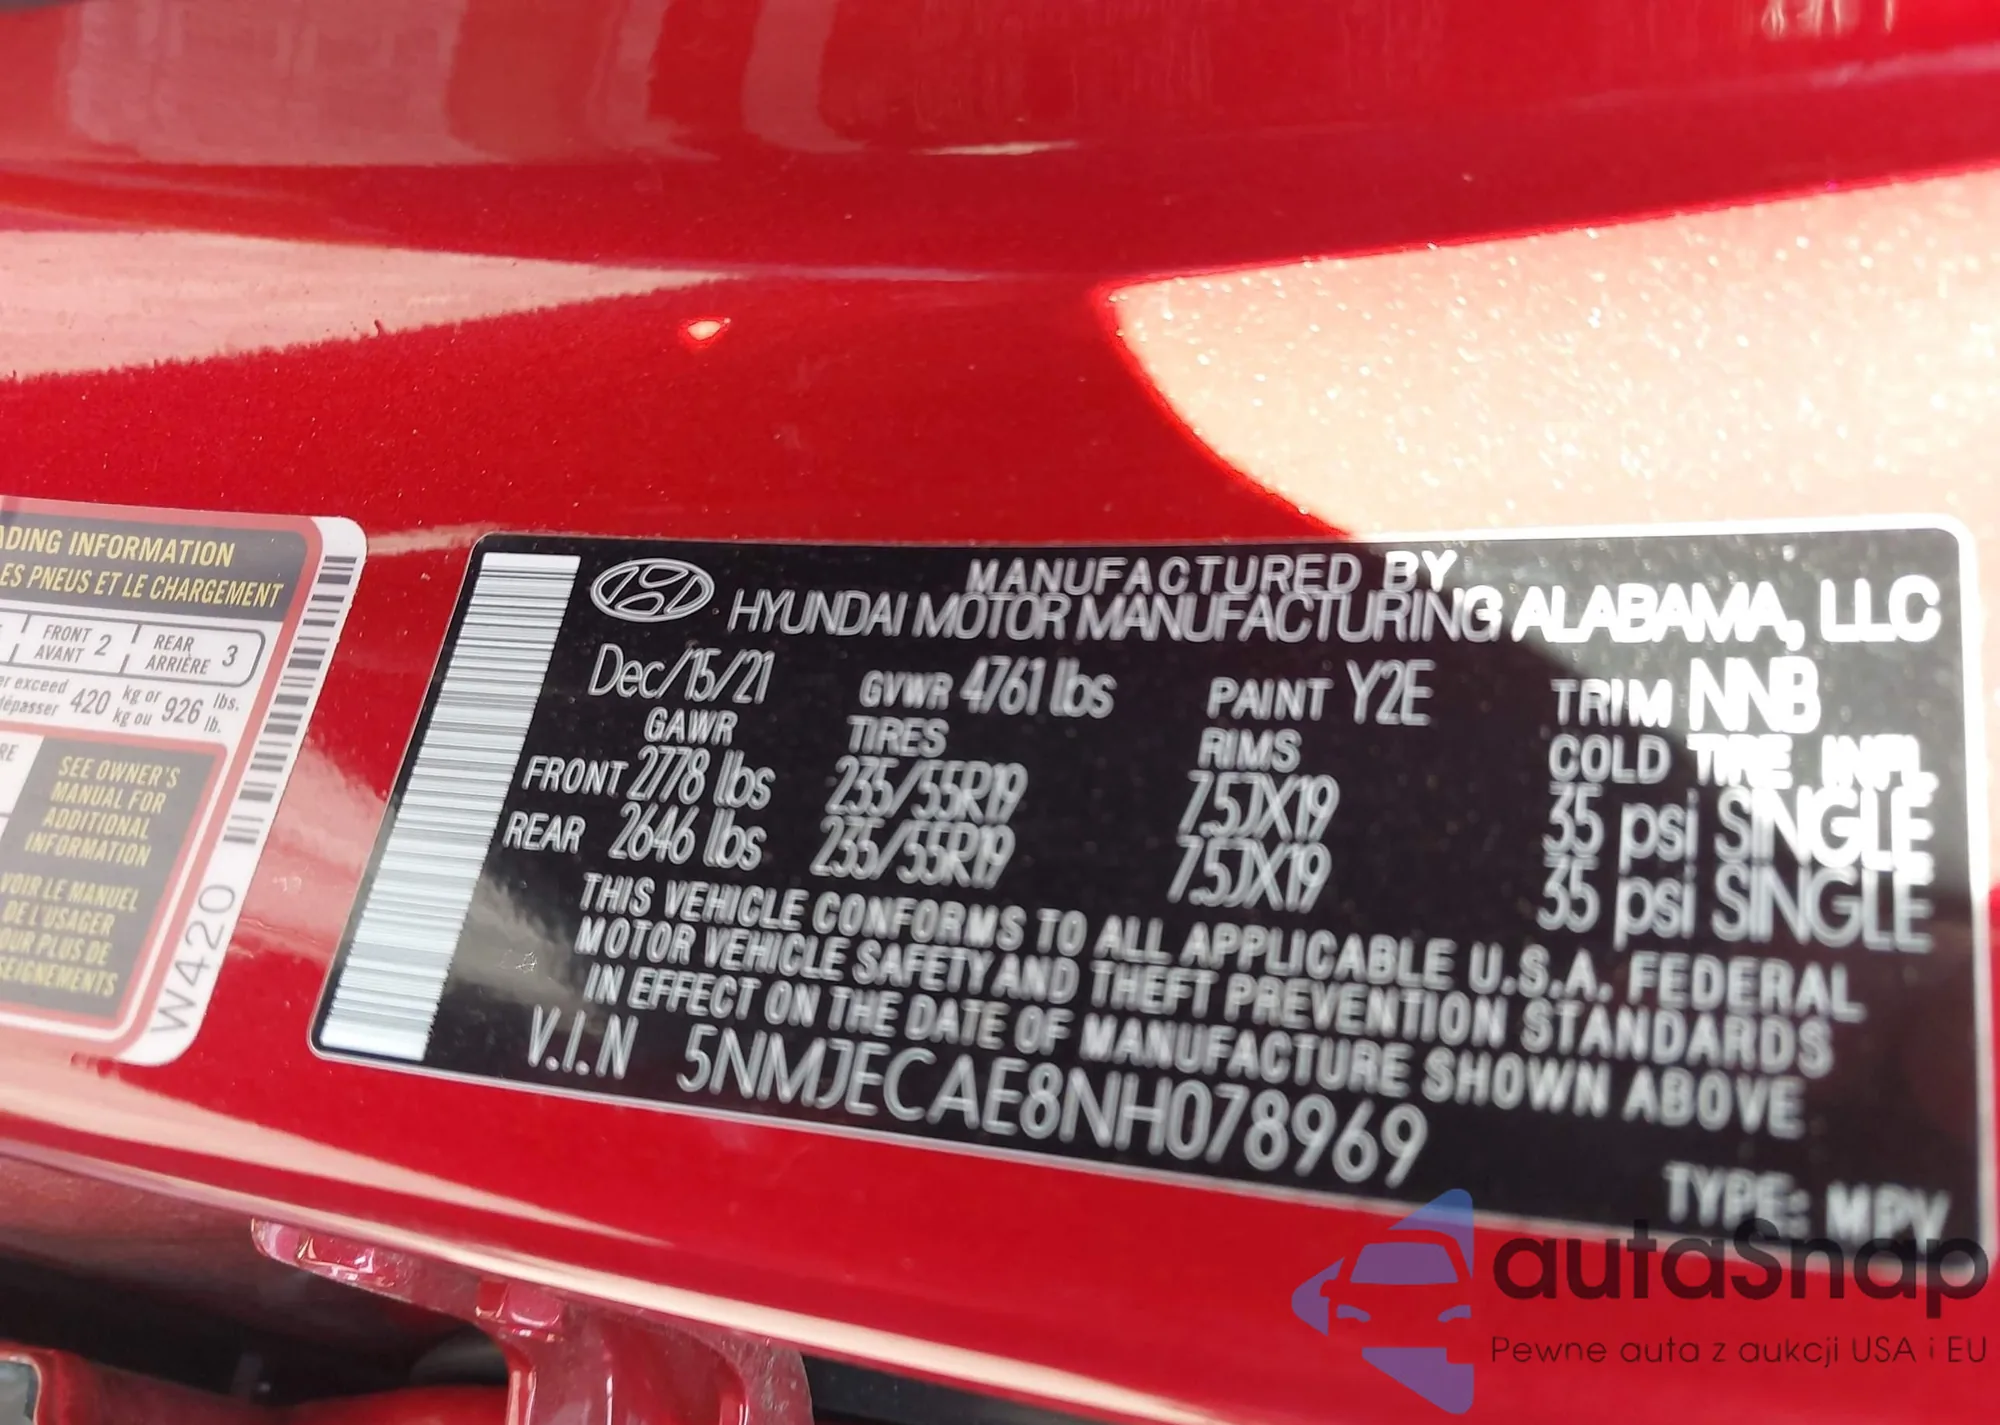 ADING INFORMATION
ES PNEUS ET LE CHARGEMENT
FRONT AVANT 2 REAR ARRIÈRE 3
er exceed dépasser 420 kg or kg ou 926 lbs. lb.
SEE OWNER'S
MANUAL FOR
ADDITIONAL
INFORMATION
VOIR LE MANUEL
DE L'USAGER
OUR PLUS DE
SEIGNEMENTS
W420
MANUFACTURED BY
HYUNDAI MOTOR MANUFACTURING ALABAMA, LLC
Dec/15/21 GVWR 4761 lbs PAINT Y2E TRIM NNB
GAWR TIRES RIMS COLD TIRE INFL
FRONT 2778 lbs 235/55R19 7.5JX19 35 psi SINGLE
REAR 2646 lbs 235/55R19 7.5JX19 35 psi SINGLE
THIS VEHICLE CONFORMS TO ALL APPLICABLE U.S.A. FEDERAL
MOTOR VEHICLE SAFETY AND THEFT PREVENTION STANDARDS
IN EFFECT ON THE DATE OF MANUFACTURE SHOWN ABOVE
V.I.N 5NMJECAE8NH078969
TYPE: MPV
autaSnap
Pewne auta z aukcji USA i EU